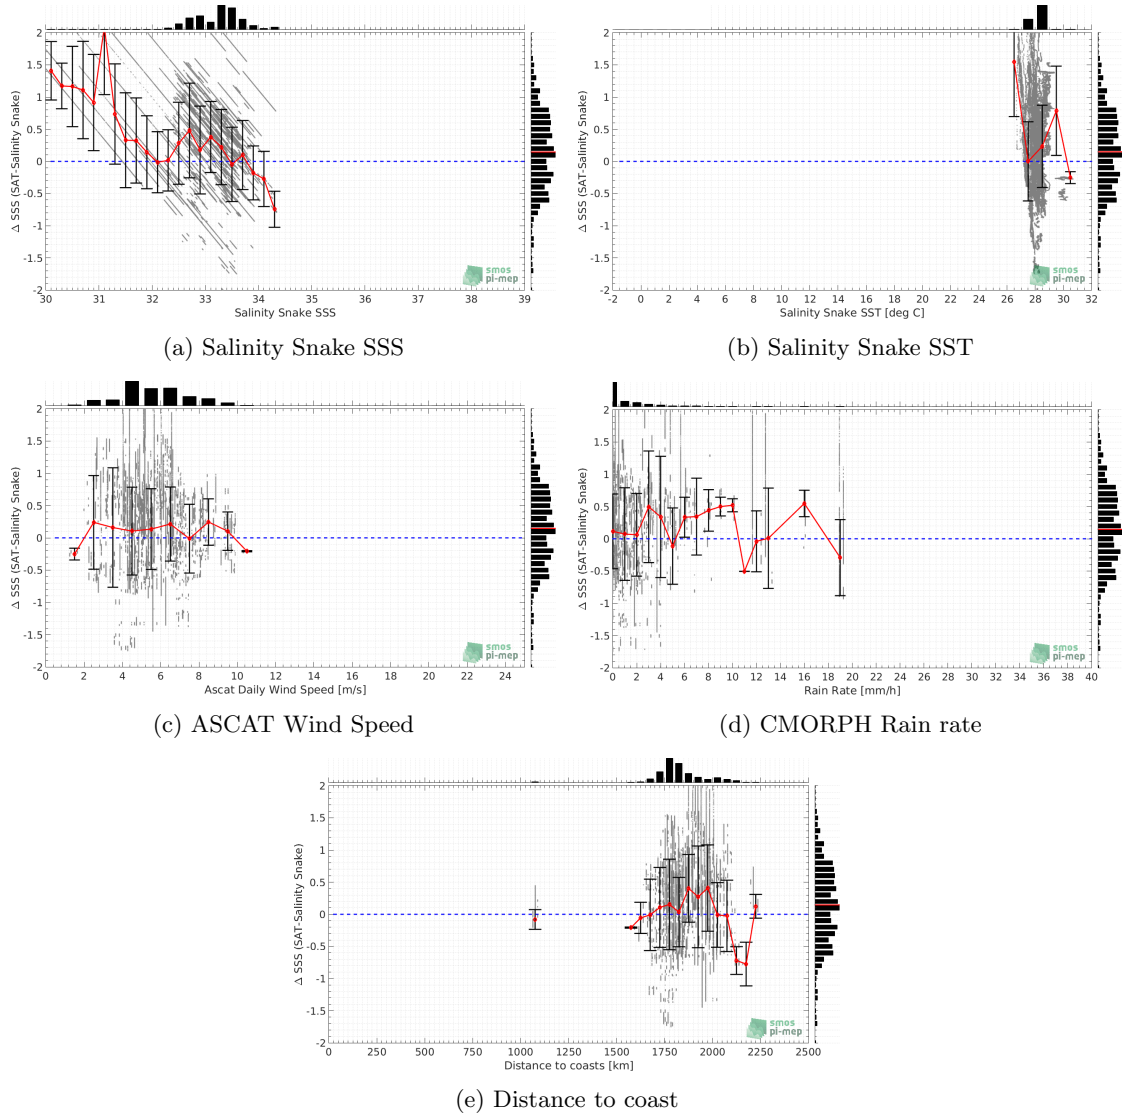 2
1.5
1
0.5
0
-0.5
-1
-1.5
-2
Δ SSS (SAT-Salinity Snake)
smos
pi-mep
30 31 32 33 34 35 36 37 38 39
Salinity Snake SSS
(a) Salinity Snake SSS
2
1.5
1
0.5
0
-0.5
-1
-1.5
-2
Δ SSS (SAT-Salinity Snake)
smos
pi-mep
-2 0 2 4 6 8 10 12 14 16 18 20 22 24 26 28 30 32
Salinity Snake SST [deg C]
(b) Salinity Snake SST
2
1.5
1
0.5
0
-0.5
-1
-1.5
-2
Δ SSS (SAT-Salinity Snake)
smos
pi-mep
0 2 4 6 8 10 12 14 16 18 20 22 24
Ascat Daily Wind Speed [m/s]
(c) ASCAT Wind Speed
2
1.5
1
0.5
0
-0.5
-1
-1.5
-2
Δ SSS (SAT-Salinity Snake)
smos
pi-mep
0 2 4 6 8 10 12 14 16 18 20 22 24 26 28 30 32 34 36 38 40
Rain Rate [mm/h]
(d) CMORPH Rain rate
2
1.5
1
0.5
0
-0.5
-1
-1.5
-2
Δ SSS (SAT-Salinity Snake)
smos
pi-mep
0 250 500 750 1000 1250 1500 1750 2000 2250 2500
Distance to coasts [km]
(e) Distance to coast